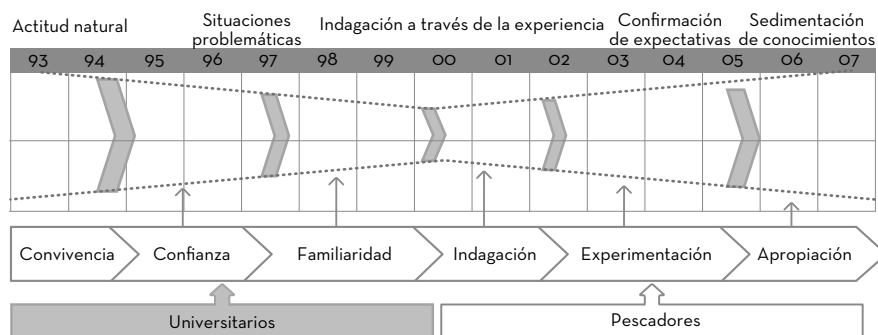 Actitud natural
Situaciones
problemáticas
Indagación a través de la experiencia
Confirmación
de expectativas
Sedimentación
de conocimientos
93 94 95 96 97 98 99 00 01 02 03 04 05 06 07
Convivencia Confianza Familiaridad Indagación Experimentación Apropiación
Universitarios Pescadores